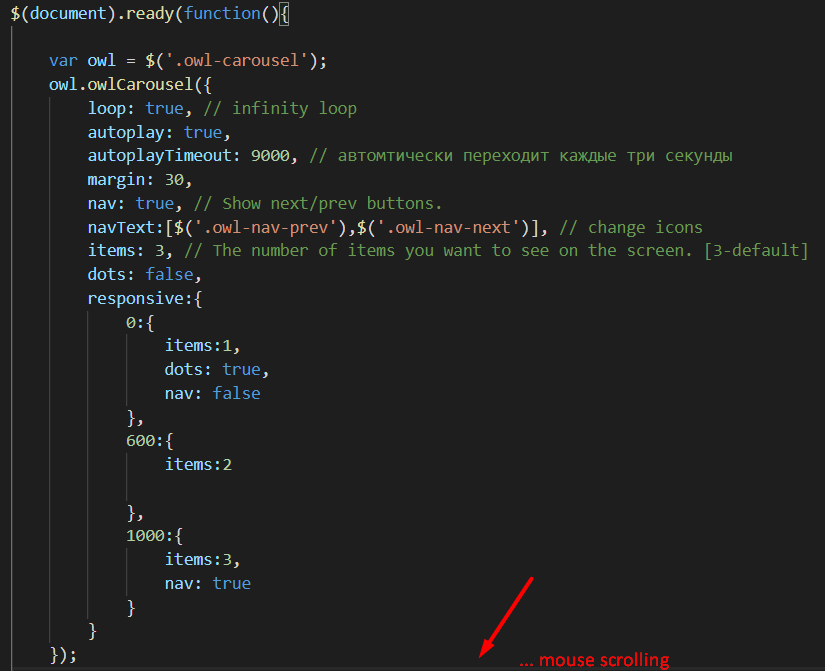 $(document).ready(function(){
var owl = $('.owl-carousel');
owl.owlCarousel({
loop: true, // infinity loop
autoplay: true,
autoplayTimeout: 9000, // автомтически переходит каждые три секунды
margin: 30,
nav: true, // Show next/prev buttons.
navText:[$('.owl-nav-prev'),$('.owl-nav-next')], // change icons
items: 3, // The number of items you want to see on the screen. [3-default]
dots: false,
responsive:{
0:{
items:1,
dots: true,
nav: false
},
600:{
items:2
},
1000:{
items:3,
nav: true
}
}
});
... mouse scrolling